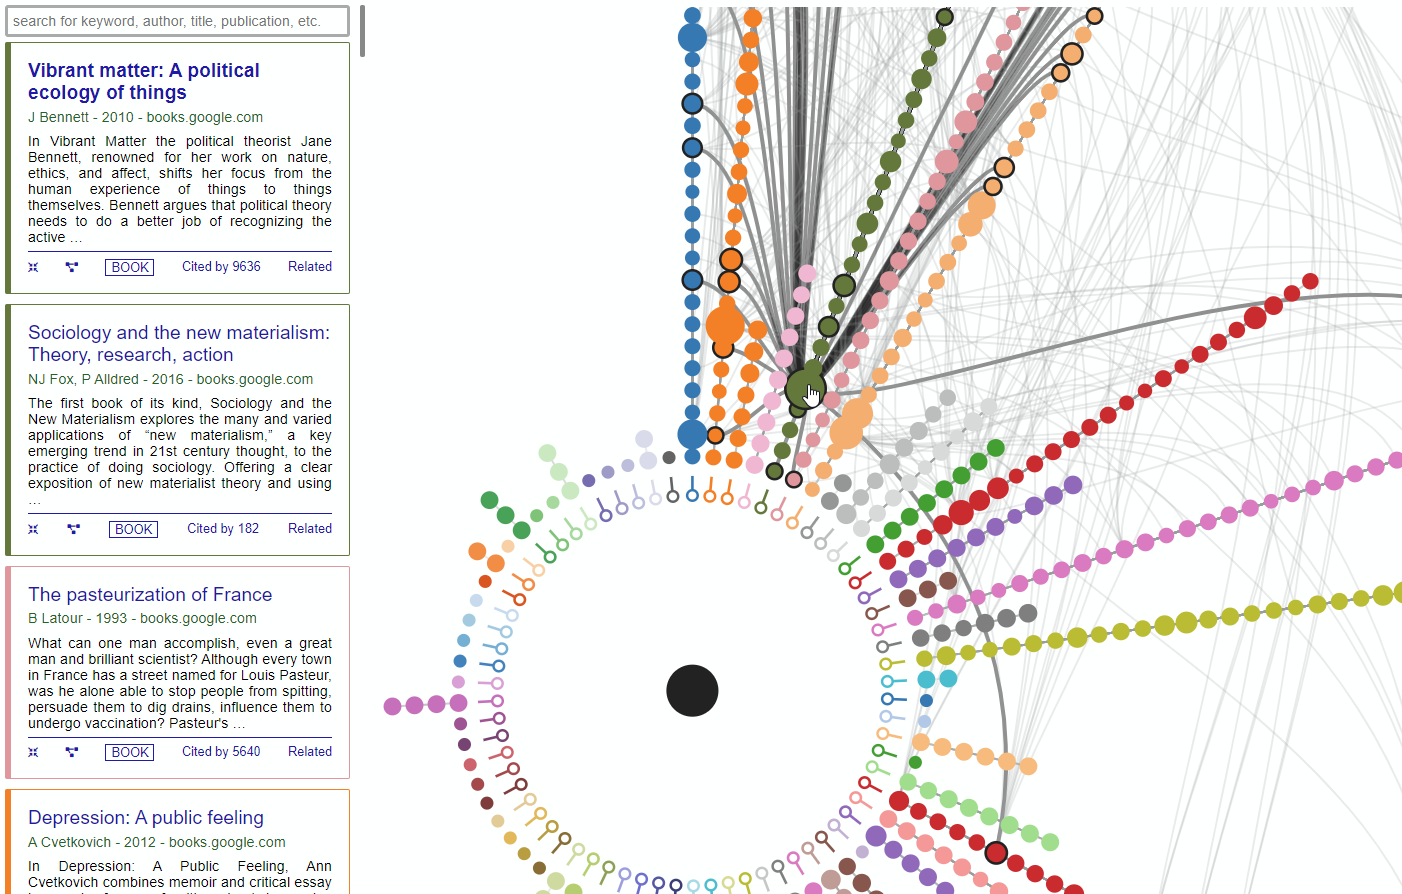 search for keyword, author, title, publication, etc.
Vibrant matter: A political
ecology of things
J Bennett - 2010 - books.google.com
In Vibrant Matter the political theorist Jane
Bennett, renowned for her work on nature,
ethics, and affect, shifts her focus from the
human experience of things to things
themselves. Bennett argues that political theory
needs to do a better job of recognizing the
active …
BOOK Cited by 9636 Related
Sociology and the new materialism:
Theory, research, action
NJ Fox, P Alldred - 2016 - books.google.com
The first book of its kind, Sociology and the
New Materialism explores the many and varied
applications of “new materialism,” a key
emerging trend in 21st century thought, to the
practice of doing sociology. Offering a clear
exposition of new materialist theory and using
…
BOOK Cited by 182 Related
The pasteurization of France
B Latour - 1993 - books.google.com
What can one man accomplish, even a great
man and brilliant scientist? Although every town
in France has a street named for Louis Pasteur,
was he alone able to stop people from spitting,
persuade them to dig drains, influence them to
undergo vaccination? Pasteur's …
BOOK Cited by 5640 Related
Depression: A public feeling
A Cvetkovich - 2012 - books.google.com
In Depression: A Public Feeling, Ann
Cvetkovich combines memoir and critical essay